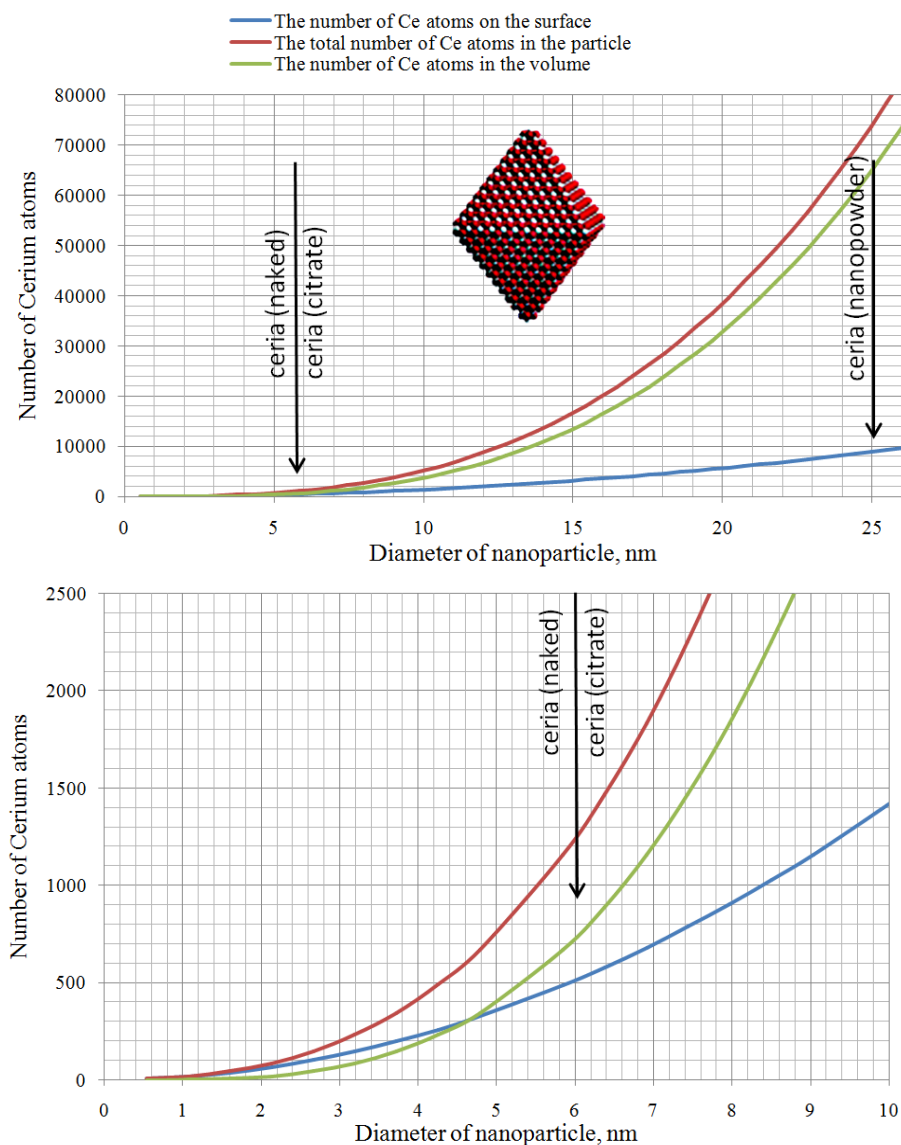 The number of Ce atoms on the surface
The total number of Ce atoms in the particle
The number of Ce atoms in the volume
80000
70000
60000
50000
40000
30000
20000
10000
0
Number of Cerium atoms
ceria (naked)
ceria (citrate)
ceria (nanopowder)
0 5 10 15 20 25
Diameter of nanoparticle, nm
2500
2000
1500
1000
500
0
Number of Cerium atoms
ceria (naked)
ceria (citrate)
0 1 2 3 4 5 6 7 8 9 10
Diameter of nanoparticle, nm